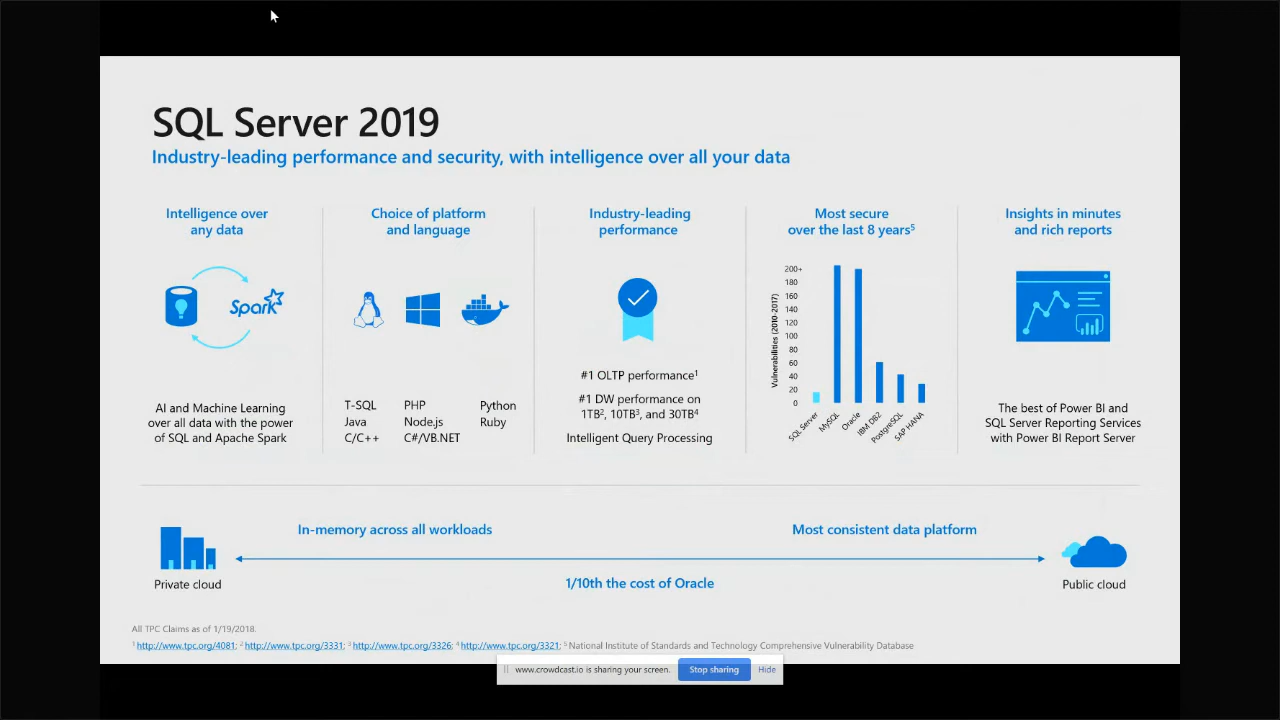 SQL Server 2019
Industry-leading performance and security, with intelligence over all your data
Intelligence over
any data
Spark
AI and Machine Learning
over all data with the power
of SQL and Apache Spark
Choice of platform
and language
T-SQL PHP Python
Java Node.js Ruby
C/C++ C#/VB.NET
Industry-leading
performance
#1 OLTP performance1
#1 DW performance on
1TB2, 10TB3, and 30TB4
Intelligent Query Processing
Most secure
over the last 8 years5
Vulnerabilities (2010-2017)
200+
180
160
140
120
100
80
60
40
20
0
SQL Server
MySQL
Oracle
IBM DB2
PostgreSQL
SAP HANA
Insights in minutes
and rich reports
The best of Power BI and
SQL Server Reporting Services
with Power BI Report Server
In-memory across all workloads
Most consistent data platform
Private cloud
1/10th the cost of Oracle
Public cloud
All TPC Claims as of 1/19/2018.
1 http://www.tpc.org/4081; 2 http://www.tpc.org/3331; 3 http://www.tpc.org/3326; 4 http://www.tpc.org/3321; 5 National Institute of Standards and Technology Comprehensive Vulnerability Database
www.crowdcast.io is sharing your screen. Stop sharing Hide